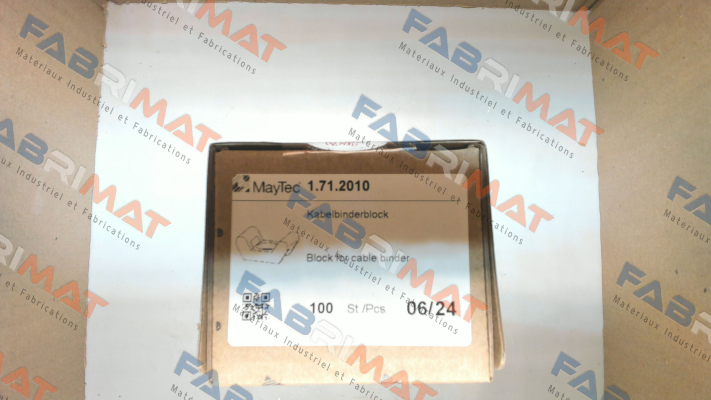 MayTec 1.71.2010
Kabelbinderblock
Block for cable binder
100 St./Pcs 06/24
FABRIMAT
Materiaux Industriel et Fabrications